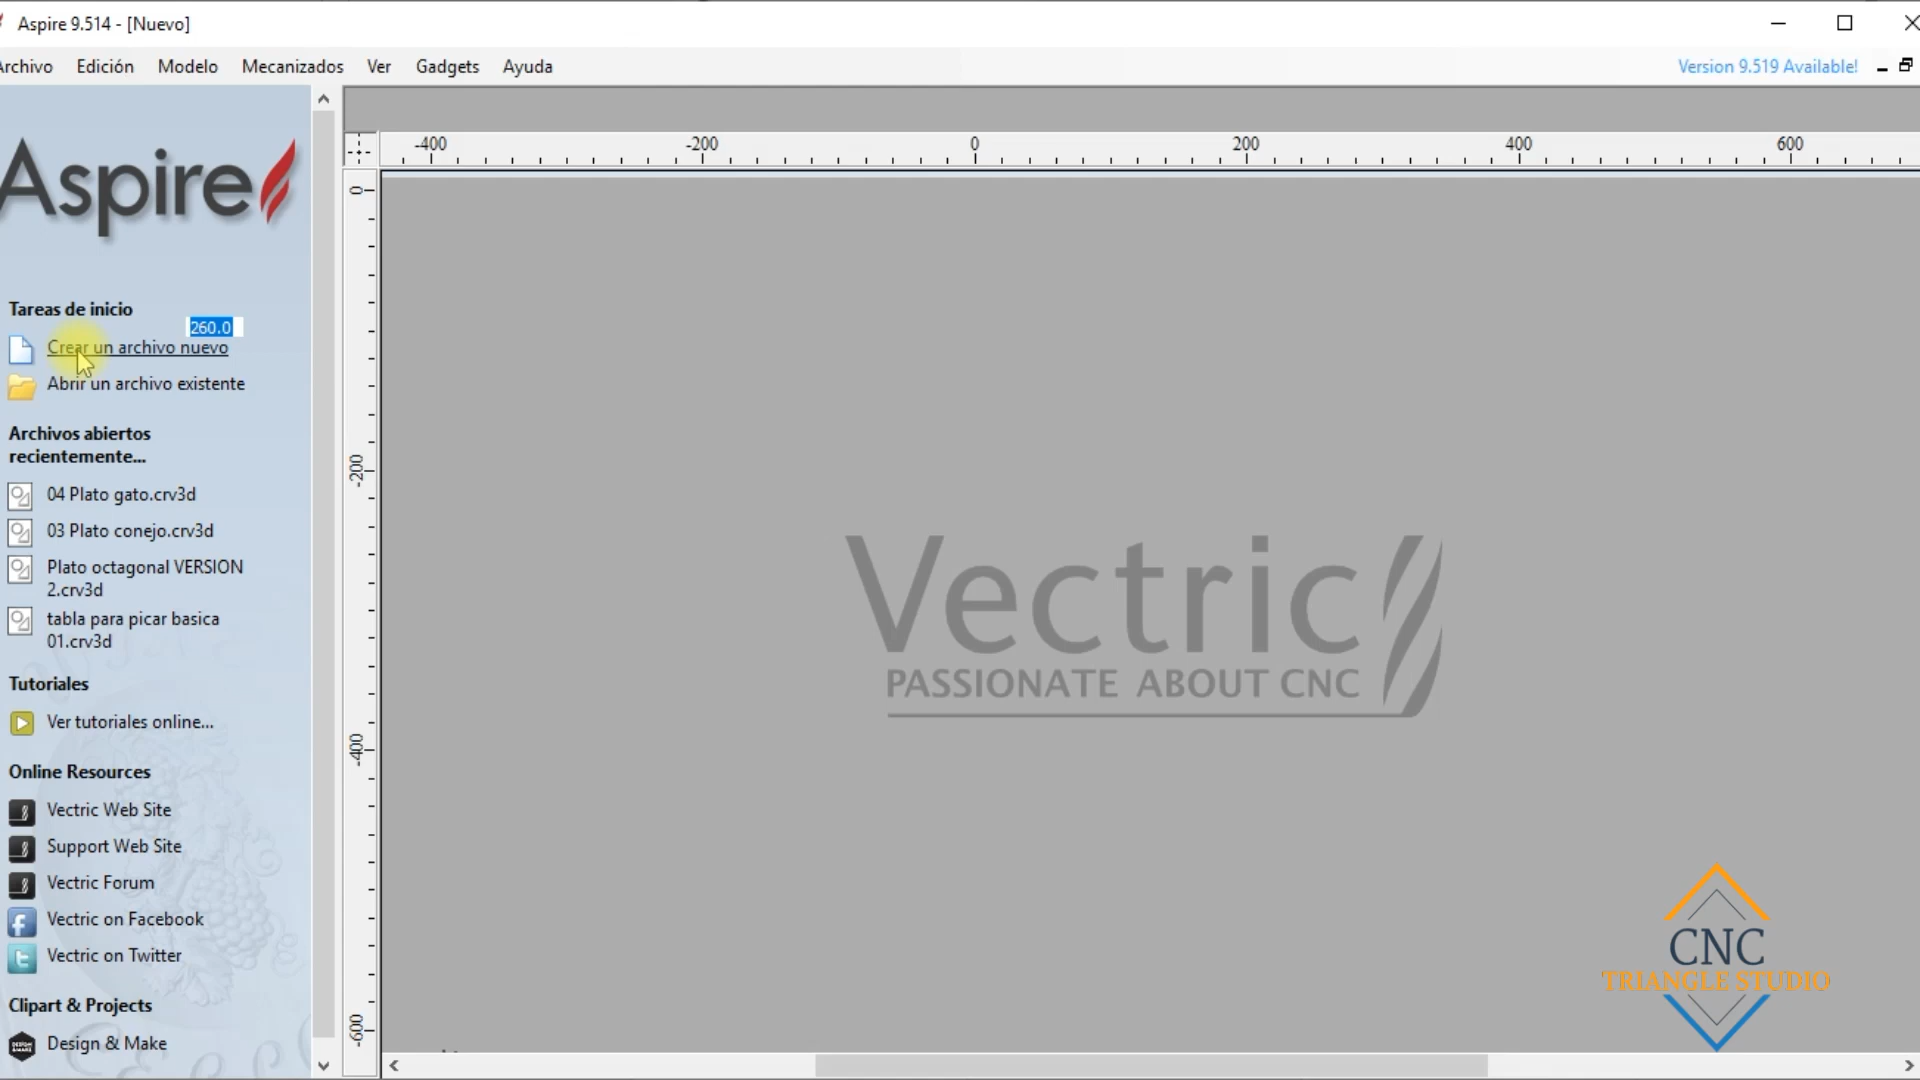 Aspire 9.514 - [Nuevo]
Archivo Edición Modelo Mecanizados Ver Gadgets Ayuda
Version 9.519 Available!
Aspire
Tareas de inicio
260.0
Crear un archivo nuevo
Abrir un archivo existente
Archivos abiertos
recientemente...
04 Plato gato.crv3d
03 Plato conejo.crv3d
Plato octagonal VERSION
2.crv3d
tabla para picar basica
01.crv3d
Tutoriales
Ver tutoriales online...
Online Resources
Vectric Web Site
Support Web Site
Vectric Forum
Vectric on Facebook
Vectric on Twitter
Clipart & Projects
Design & Make
-400 -200 0 200 400 600
0
-200
-400
-600
Vectric
PASSIONATE ABOUT CNC
CNC
TRIANGLE STUDIO